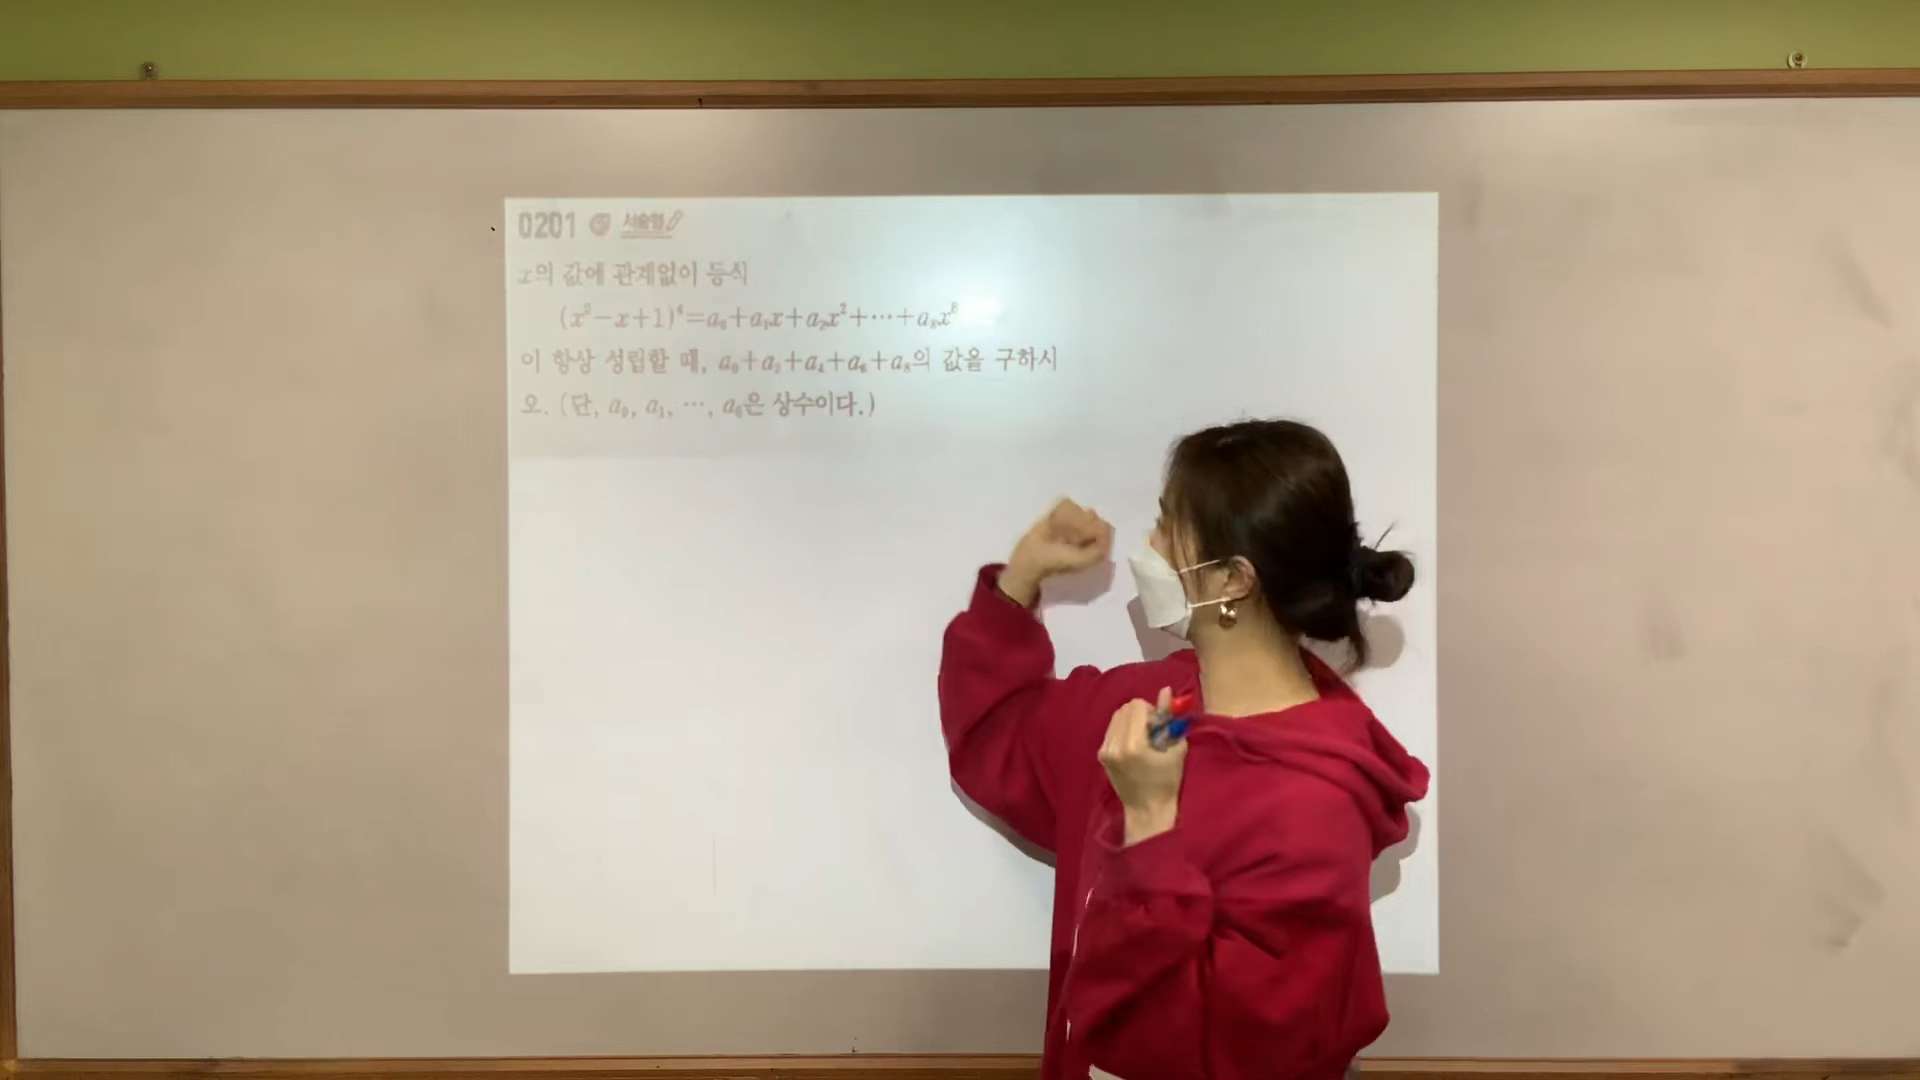 0201 서술형
x의 값에 관계없이 등식
(x²-x+1)⁴=a₀+a₁x+a₂x²+⋯+a₈x⁸
이 항상 성립할 때, a₀+a₂+a₄+a₆+a₈의 값을 구하시
오. (단, a₀, a₁, ⋯, a₈은 상수이다.)